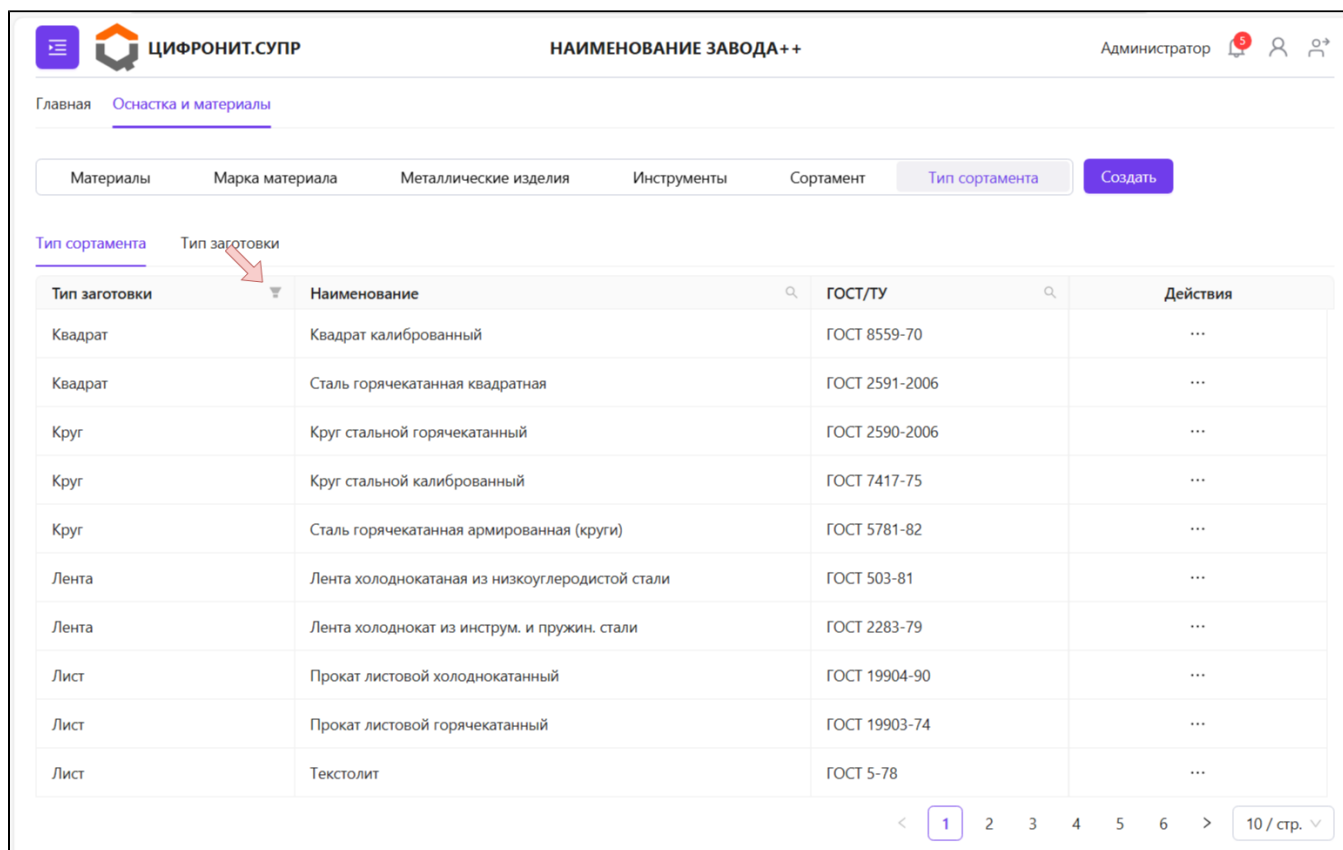 ЦИФРОНИТ.СУПР НАИМЕНОВАНИЕ ЗАВОДА++ Администратор 5
Главная Оснастка и материалы
Материалы Марка материала Металлические изделия Инструменты Сортамент Тип сортамента Создать
Тип сортамента Тип заготовки
Тип заготовки Наименование ГОСТ/ТУ Действия
Квадрат Квадрат калиброванный ГОСТ 8559-70 ...
Квадрат Сталь горячекатанная квадратная ГОСТ 2591-2006 ...
Круг Круг стальной горячекатанный ГОСТ 2590-2006 ...
Круг Круг стальной калиброванный ГОСТ 7417-75 ...
Круг Сталь горячекатанная армированная (круги) ГОСТ 5781-82 ...
Лента Лента холоднокатаная из низкоуглеродистой стали ГОСТ 503-81 ...
Лента Лента холоднокат из инструм. и пружин. стали ГОСТ 2283-79 ...
Лист Прокат листовой холоднокатанный ГОСТ 19904-90 ...
Лист Прокат листовой горячекатанный ГОСТ 19903-74 ...
Лист Текстолит ГОСТ 5-78 ...
< 1 2 3 4 5 6 > 10 / стр.